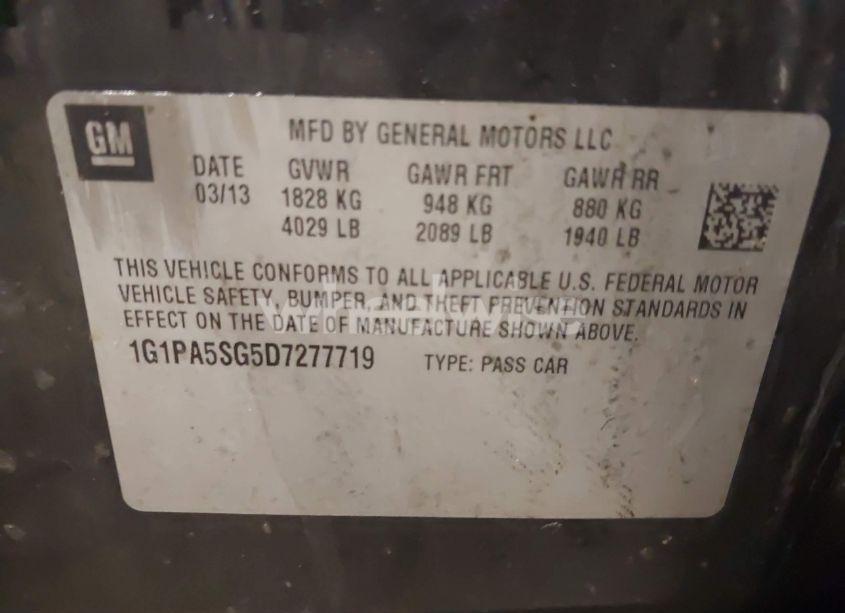 GM
MFD BY GENERAL MOTORS LLC
DATE GVWR GAWR FRT GAWR RR
03/13 1828 KG 948 KG 880 KG
4029 LB 2089 LB 1940 LB
THIS VEHICLE CONFORMS TO ALL APPLICABLE U.S. FEDERAL MOTOR
VEHICLE SAFETY, BUMPER, AND THEFT PREVENTION STANDARDS IN
EFFECT ON THE DATE OF MANUFACTURE SHOWN ABOVE.
1G1PA5SG5D7277719 TYPE: PASS CAR